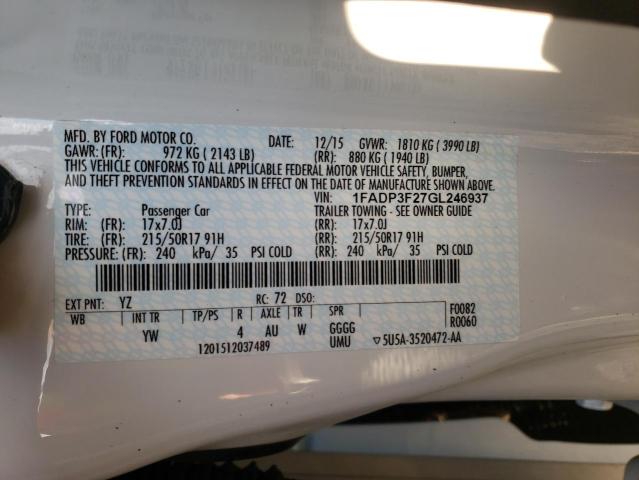 MFD. BY FORD MOTOR CO. DATE: 12/15 GVWR: 1810 KG ( 3990 LB)
GAWR: (FR): 972 KG ( 2143 LB) (RR): 880 KG ( 1940 LB)
THIS VEHICLE CONFORMS TO ALL APPLICABLE FEDERAL MOTOR VEHICLE SAFETY, BUMPER,
AND THEFT PREVENTION STANDARDS IN EFFECT ON THE DATE OF MANUFACTURE SHOWN ABOVE.
VIN: 1FADP3F27GL246937
TYPE: Passenger Car TRAILER TOWING - SEE OWNER GUIDE
RIM: (FR): 17x7.0J (RR): 17x7.0J
TIRE: (FR): 215/50R17 91H (RR): 215/50R17 91H
PRESSURE: (FR): 240 kPa/ 35 PSI COLD (RR): 240 kPa/ 35 PSI COLD
EXT PNT: YZ RC: 72 DSO: F0082
WB INT TR TP/PS R AXLE TR SPR R0060
YW 4 AU W GGGG
1201512037489 UMU ▽5U5A-3520472-AA